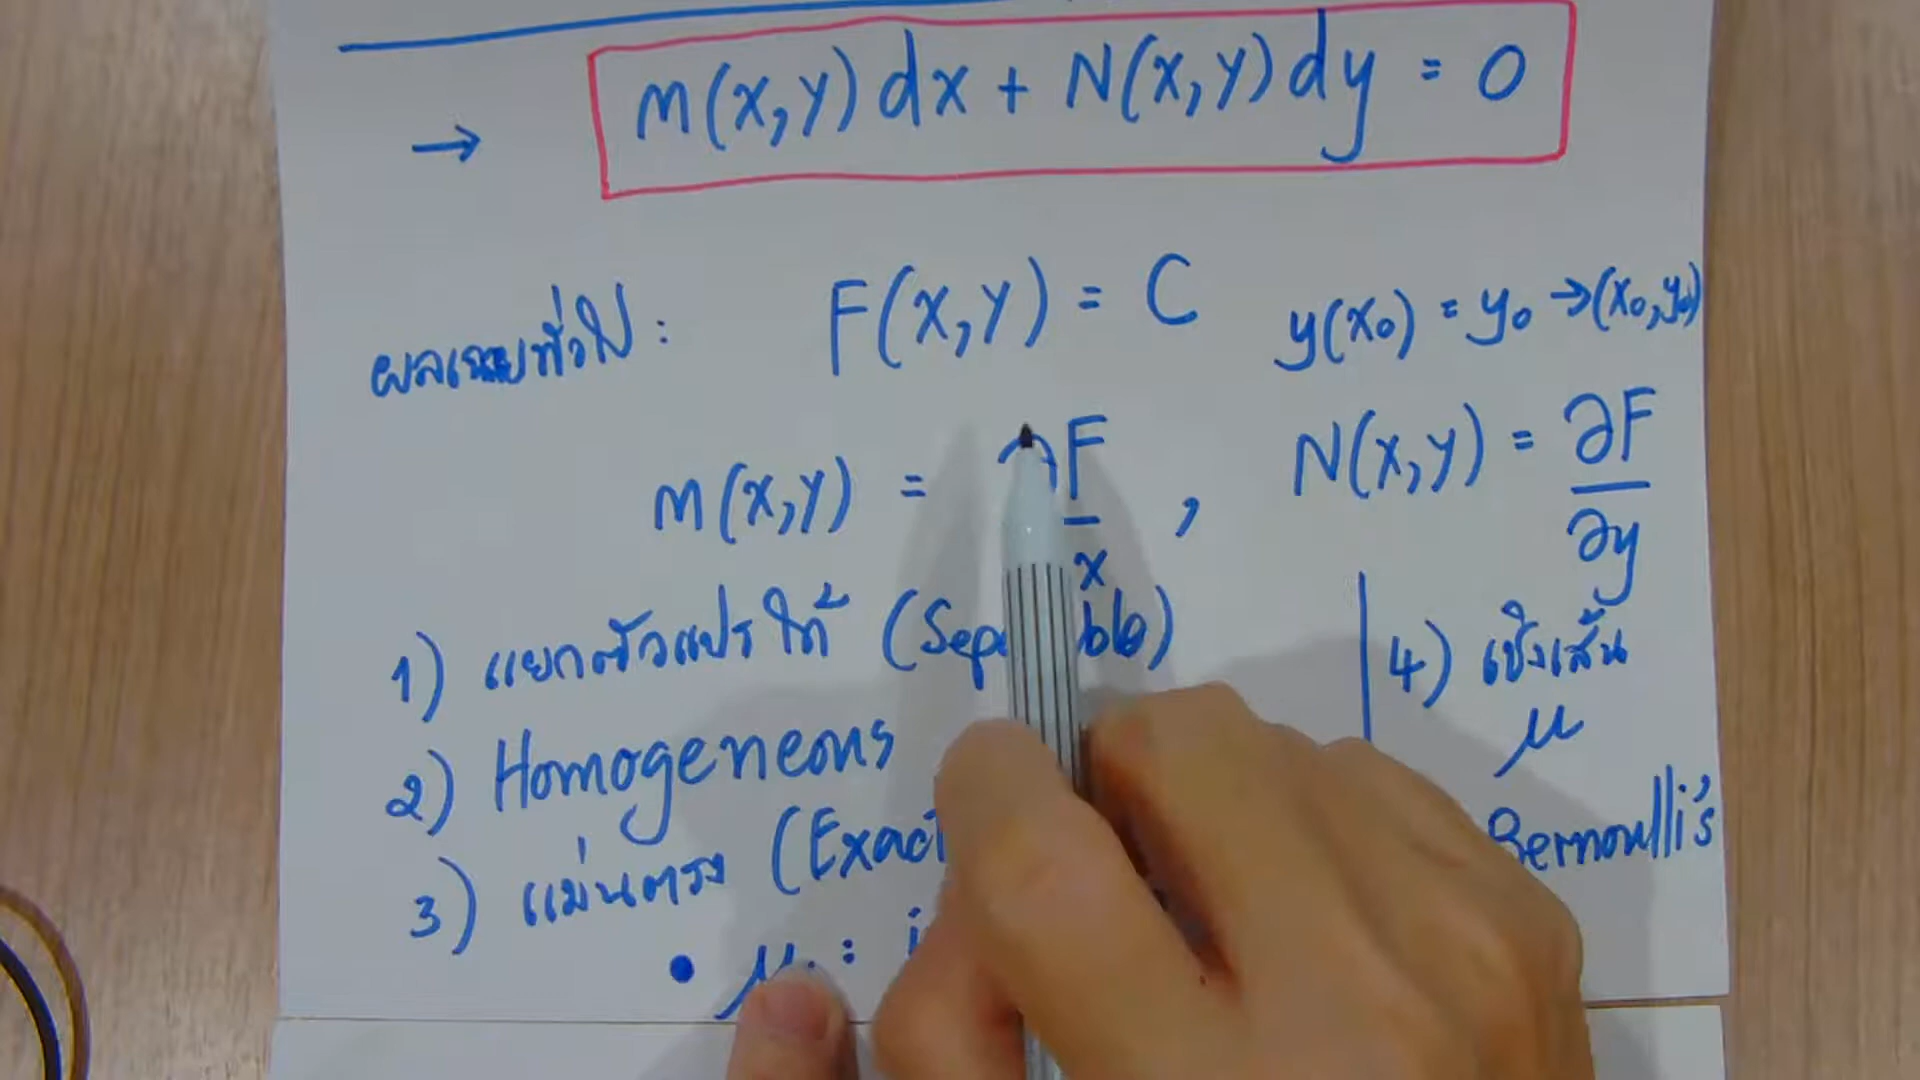 → M(x,y) dx + N(x,y) dy = 0
ผลเฉลยทั่วไป : F(x,y) = C y(x₀) = y₀ → (x₀,y₀)
M(x,y) = ∂F/x , N(x,y) = ∂F/∂y
1) แยกตัวแปรได้ (Sep ble)
2) Homogeneous
3) แม่นตรง (Exact
• μ :
4) เชิงเส้น
μ
Bernoulli's